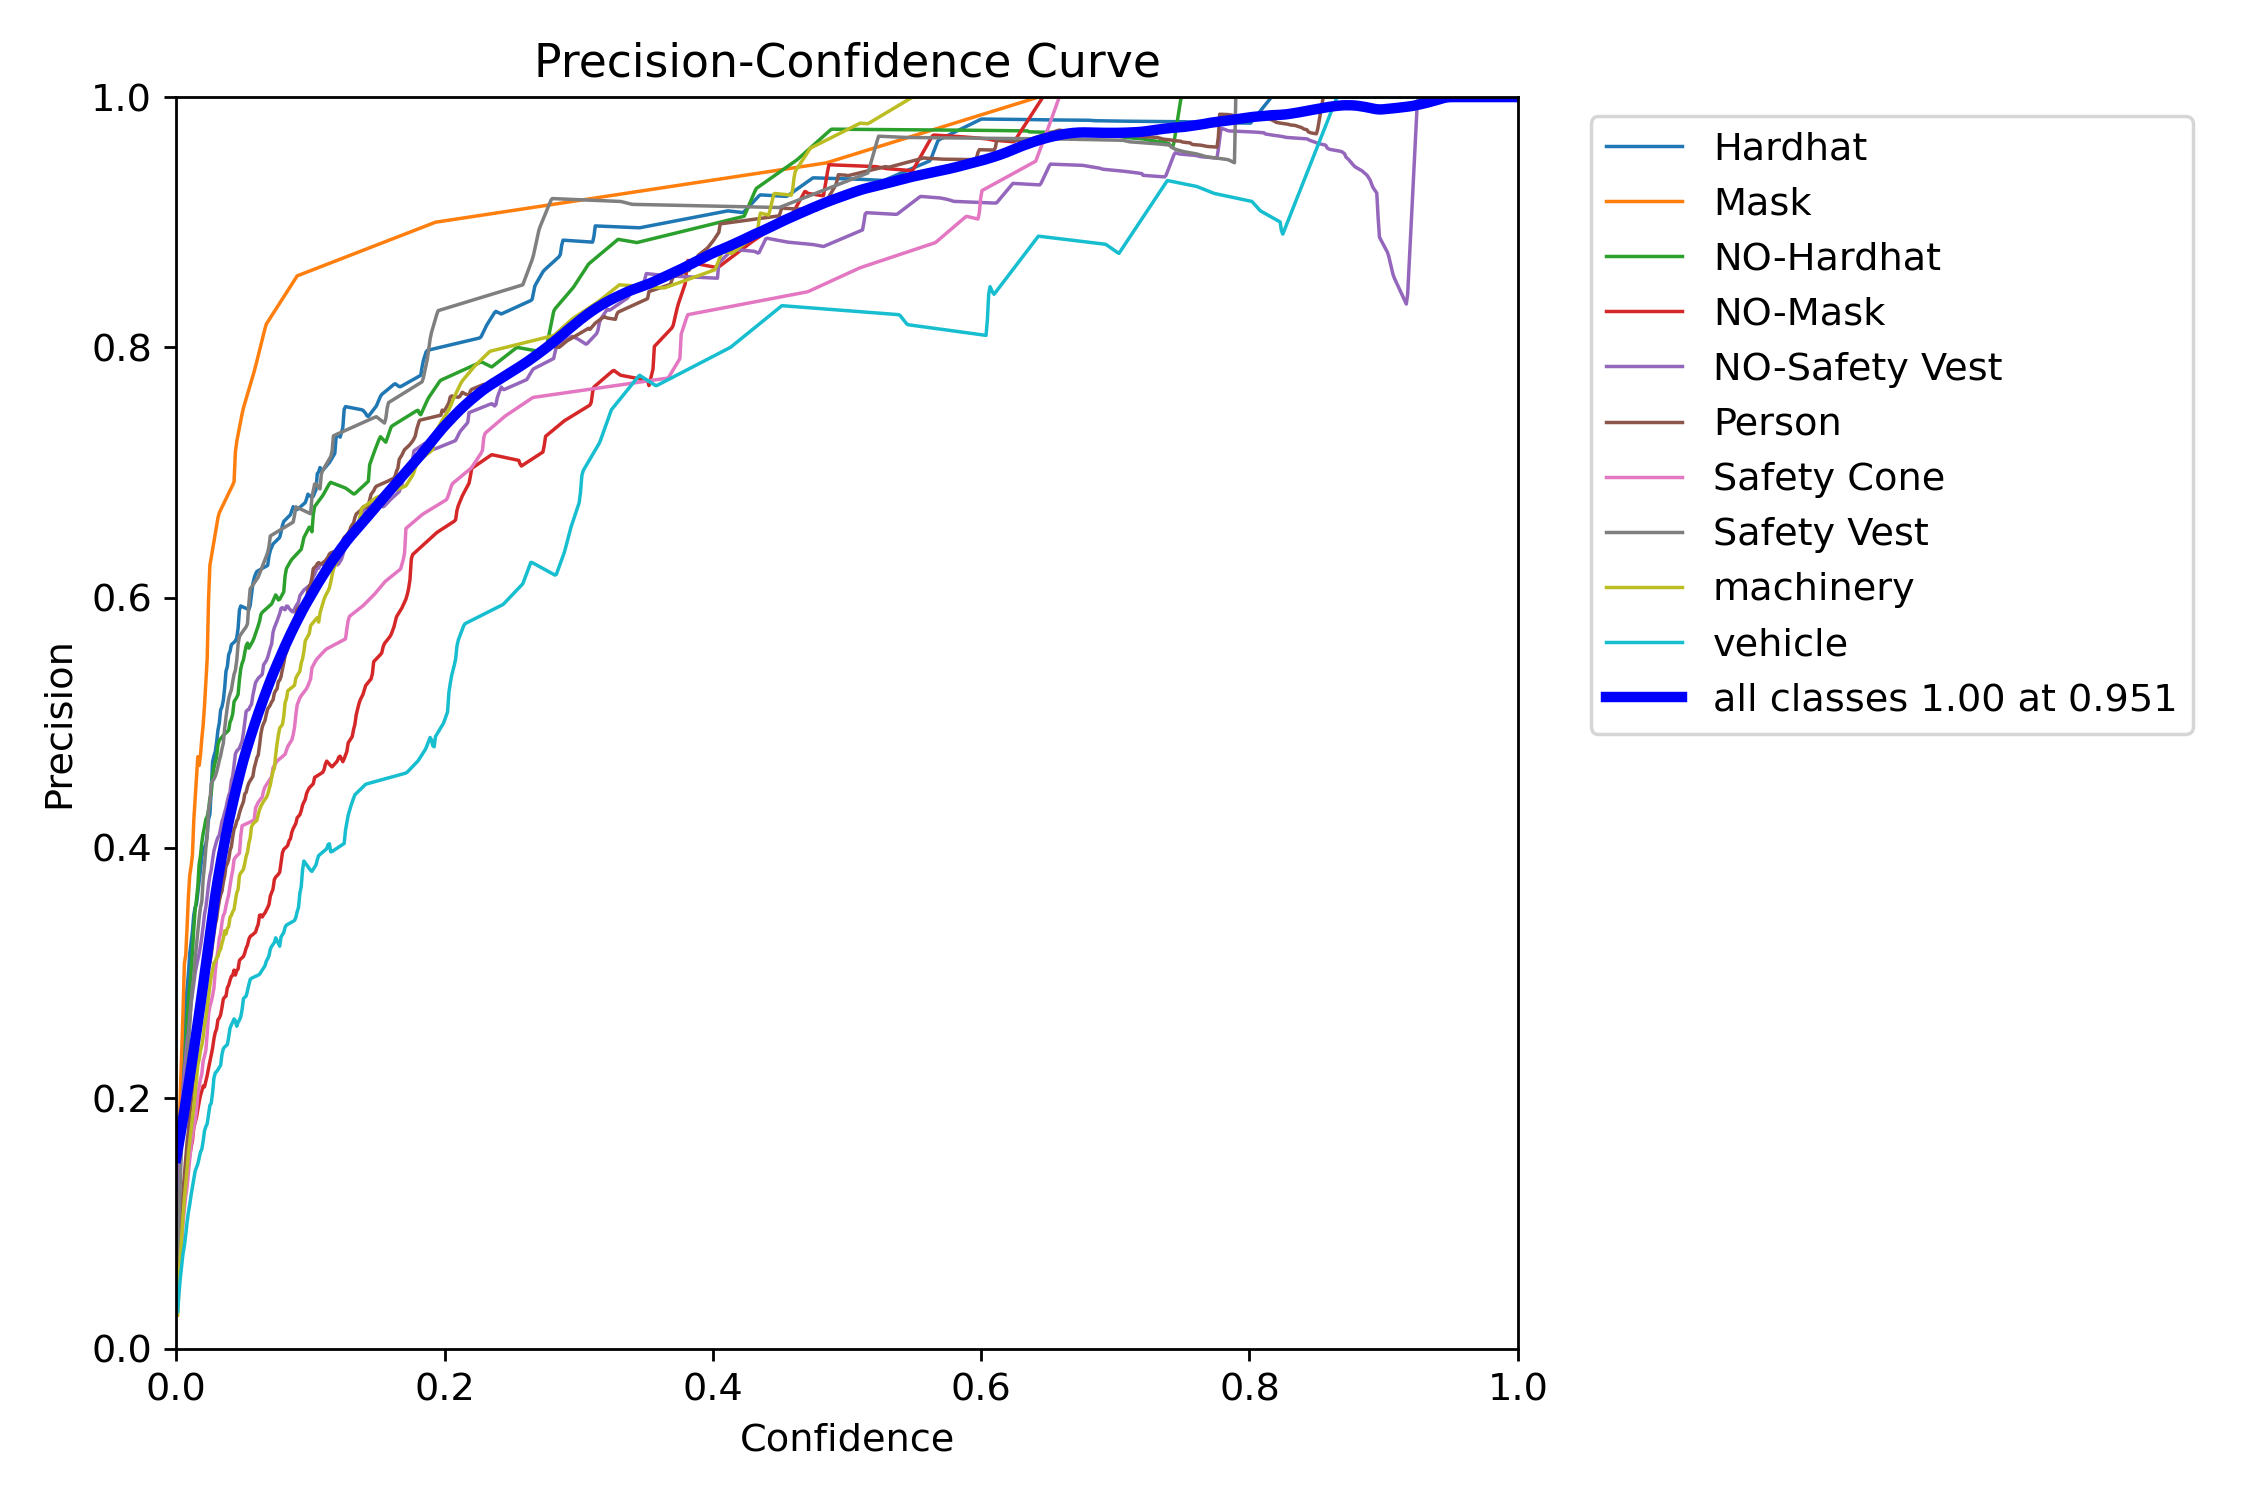 Precision-Confidence Curve
1.0
0.8
0.6
0.4
0.2
0.0
Precision
0.0 0.2 0.4 0.6 0.8 1.0
Confidence
Hardhat
Mask
NO-Hardhat
NO-Mask
NO-Safety Vest
Person
Safety Cone
Safety Vest
machinery
vehicle
all classes 1.00 at 0.951